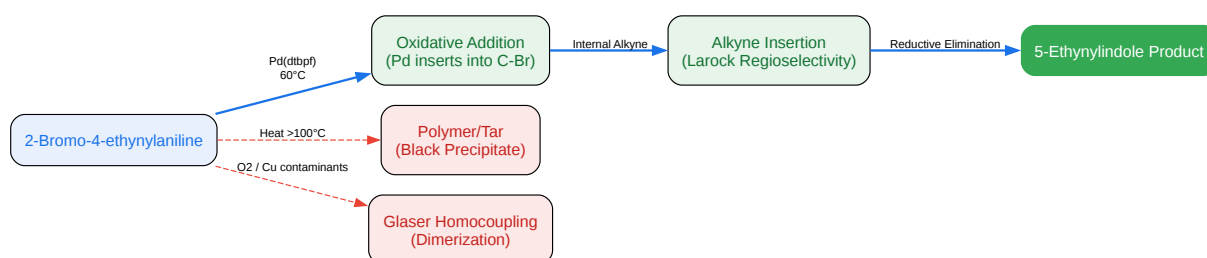 Oxidative Addition
(Pd inserts into C-Br)
Internal Alkyne
Alkyne Insertion
(Larock Regioselectivity)
Reductive Elimination
5-Ethynylindole Product
Pd(dtbpf)
60°C
2-Bromo-4-ethynylaniline
Heat >100°C
Polymer/Tar
(Black Precipitate)
O2 / Cu contaminants
Glaser Homocoupling
(Dimerization)